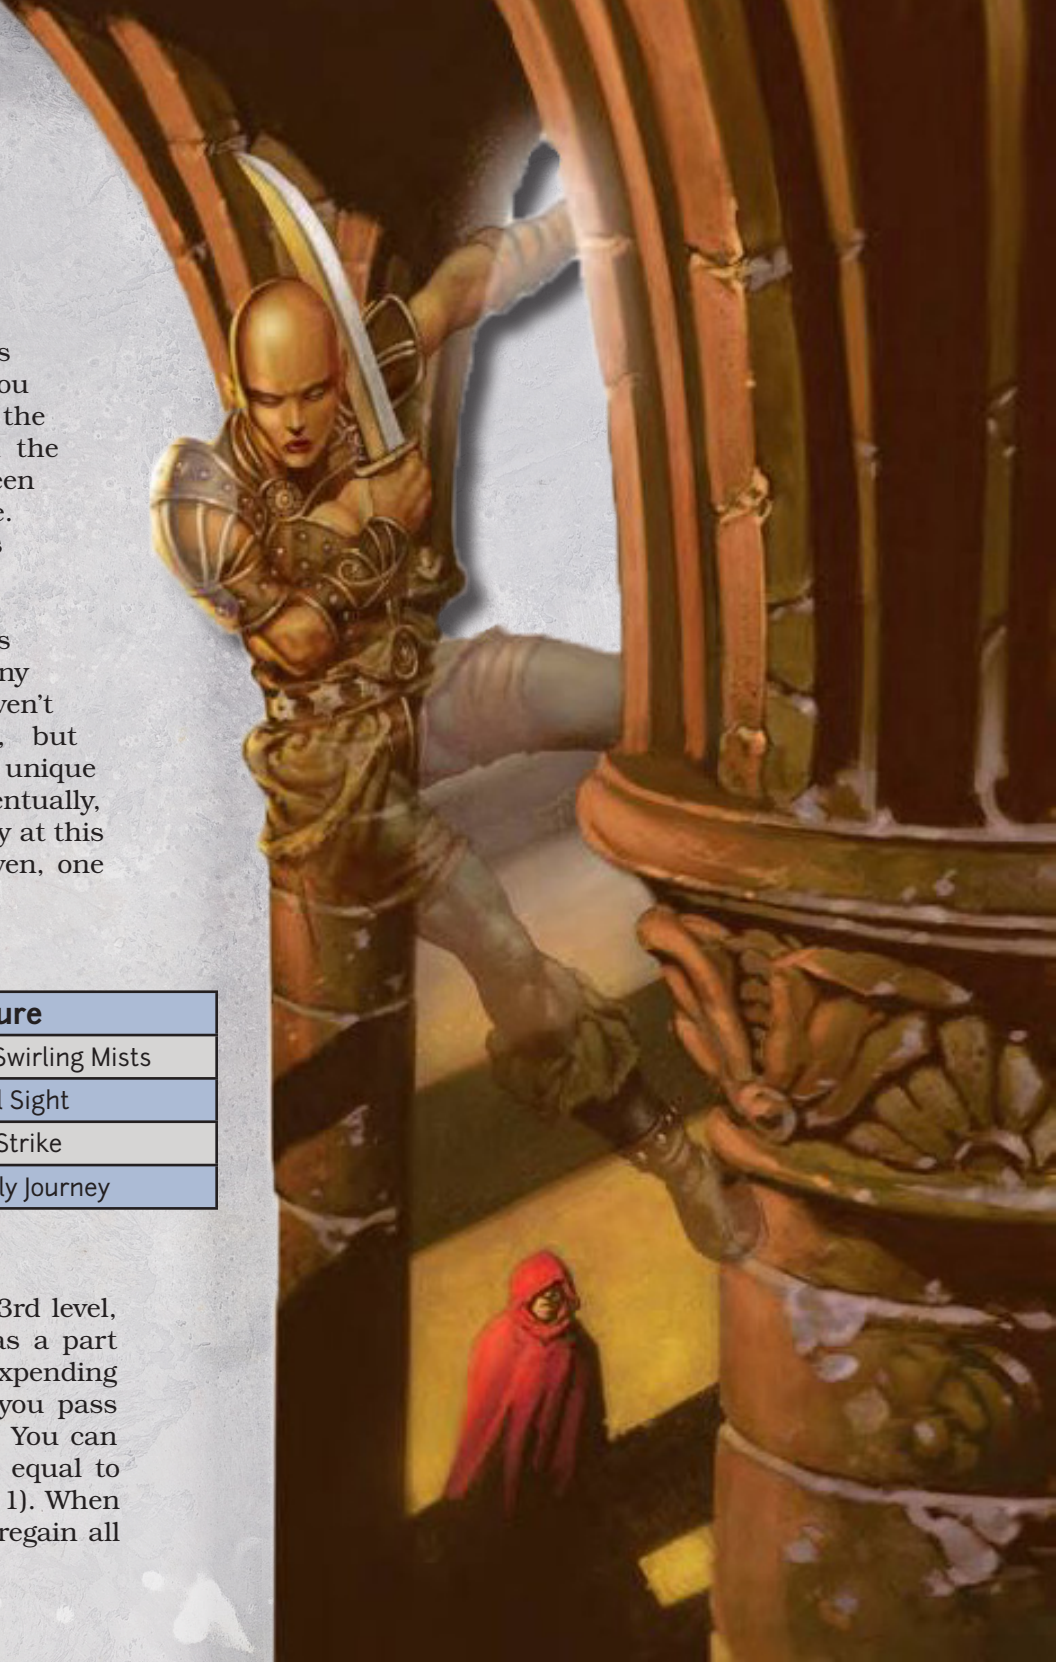 s
ou
the
the
een
e.
s
s
ny
ven't
, but
unique
entually,
y at this
ven, one
ure
Swirling Mists
l Sight
Strike
ly Journey
3rd level,
as a part
xpending
you pass
You can
equal to
1). When
regain all